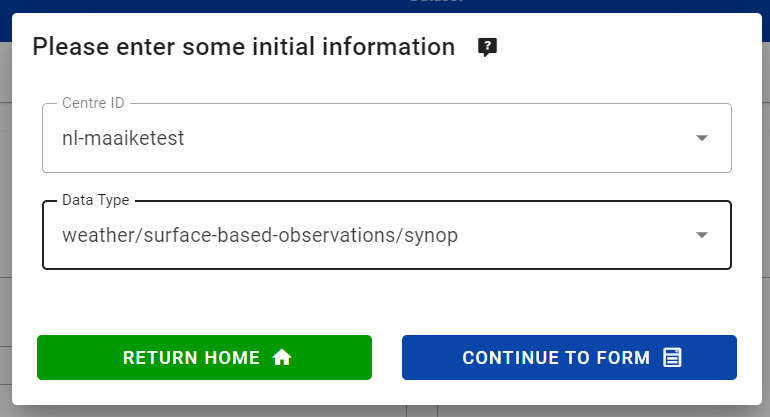 Please enter some initial information
Centre ID
nl-maaiketest
Data Type
weather/surface-based-observations/synop
RETURN HOME
CONTINUE TO FORM